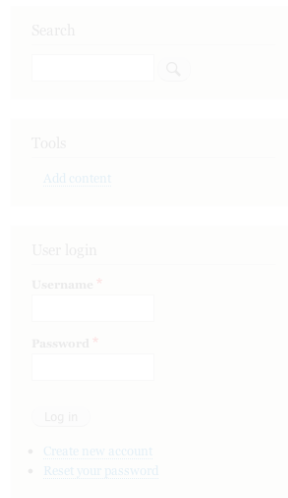 Search
Tools
Add content
User login
Username *
Password *
Log in
Create new account
Reset your password